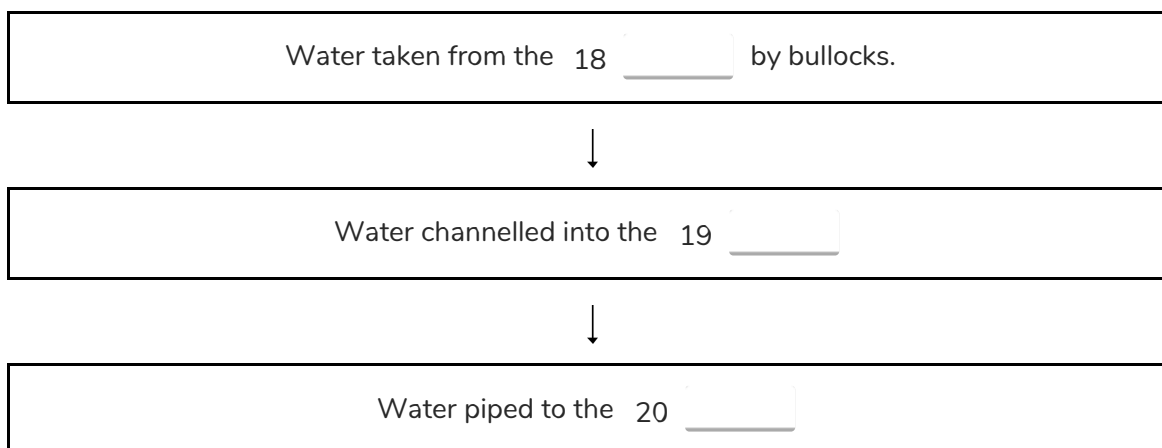 Water taken from the 18 by bullocks.
↓
Water channelled into the 19
↓
Water piped to the 20